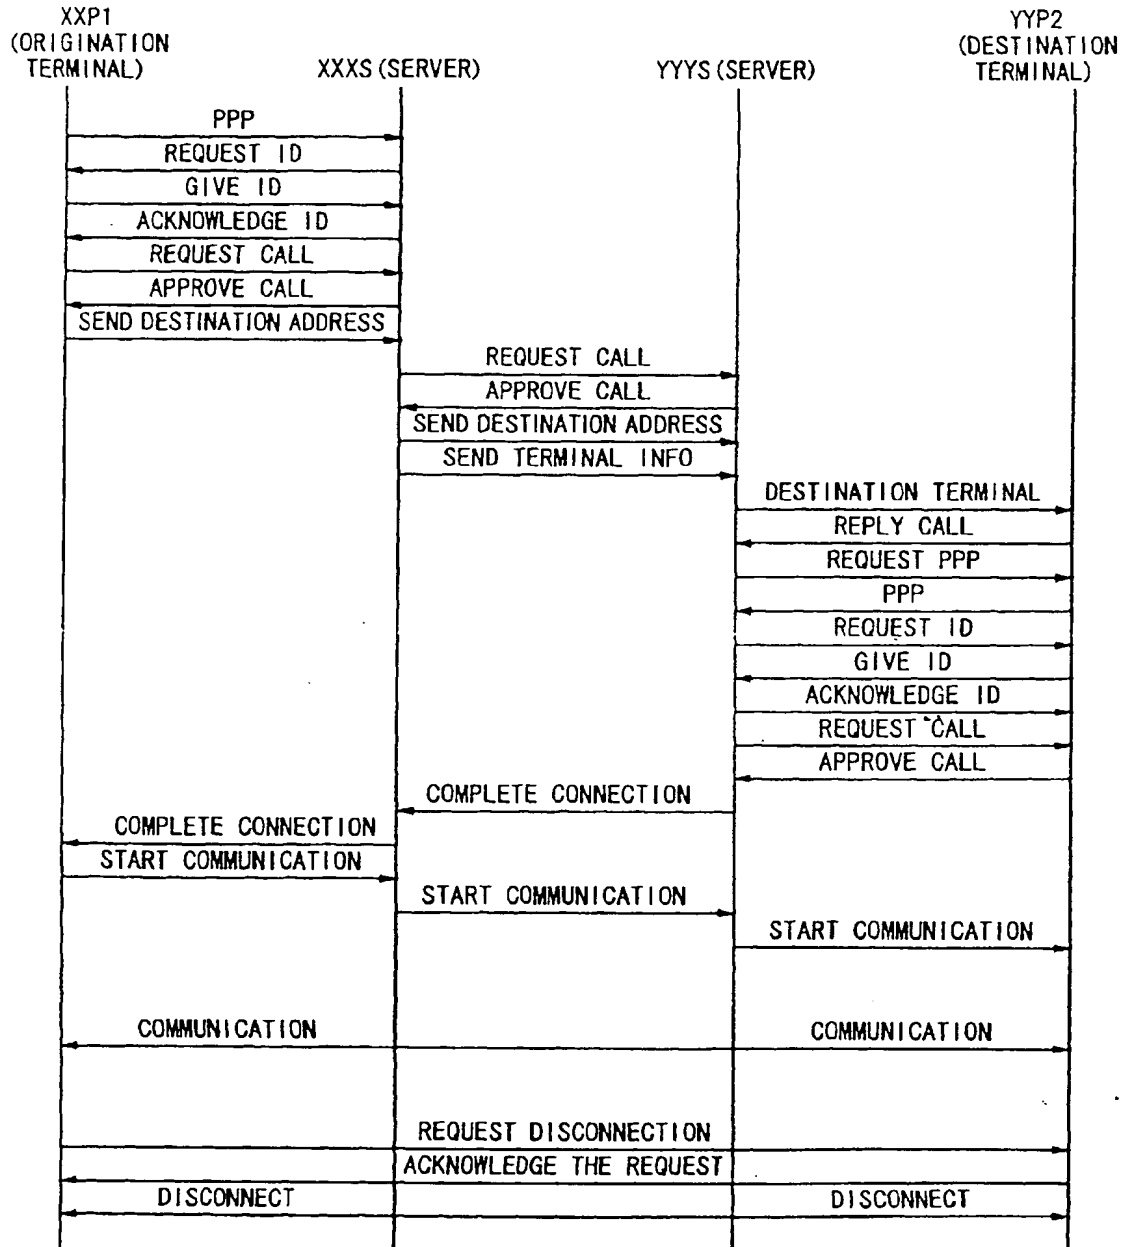 XXP1
(ORIGINATION
TERMINAL)
XXXS(SERVER)
YYYS(SERVER)
YYP2
(DESTINATION
TERMINAL)
PPP
REQUEST ID
GIVE ID
ACKNOWLEDGE ID
REQUEST CALL
APPROVE CALL
SEND DESTINATION ADDRESS
REQUEST CALL
APPROVE CALL
SEND DESTINATION ADDRESS
SEND TERMINAL INFO
DESTINATION TERMINAL
REPLY CALL
REQUEST PPP
PPP
REQUEST ID
GIVE ID
ACKNOWLEDGE ID
REQUEST CALL
APPROVE CALL
COMPLETE CONNECTION
COMPLETE CONNECTION
START COMMUNICATION
START COMMUNICATION
START COMMUNICATION
COMMUNICATION
COMMUNICATION
REQUEST DISCONNECTION
ACKNOWLEDGE THE REQUEST
DISCONNECT
DISCONNECT